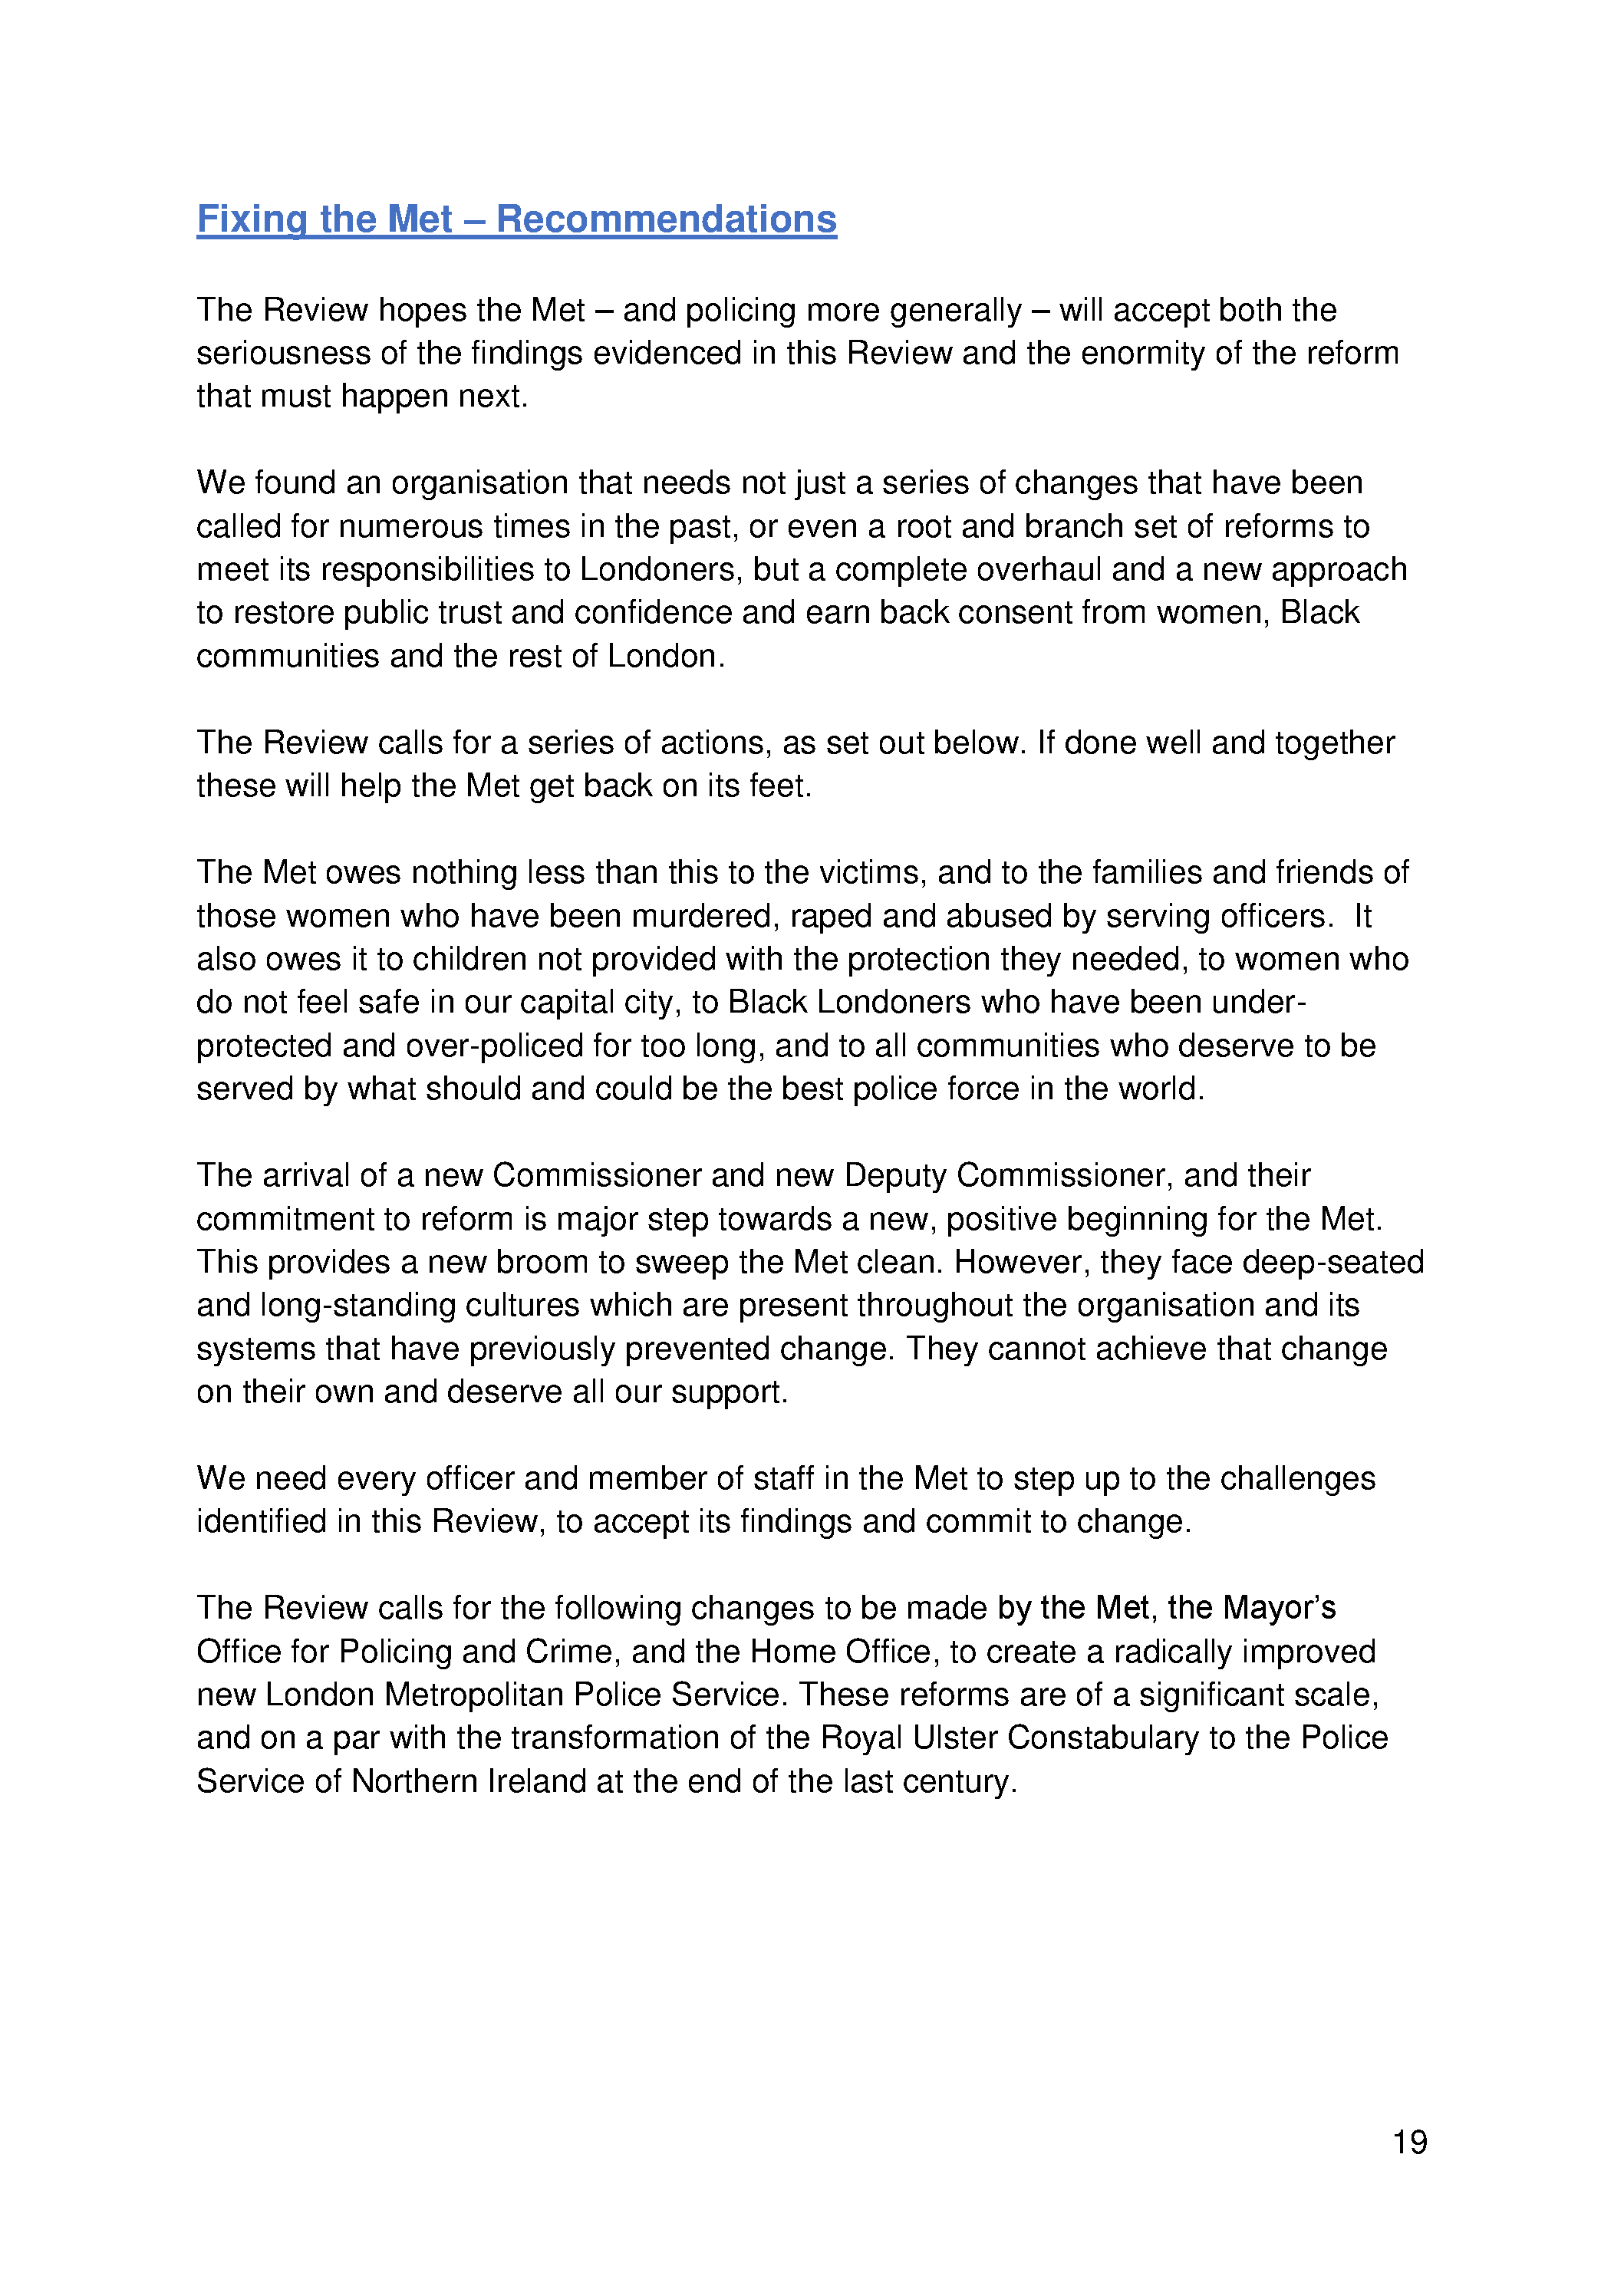 Fixing the Met – Recommendations
The Review hopes the Met – and policing more generally – will accept both the
seriousness of the findings evidenced in this Review and the enormity of the reform
that must happen next.
We found an organisation that needs not just a series of changes that have been
called for numerous times in the past, or even a root and branch set of reforms to
meet its responsibilities to Londoners, but a complete overhaul and a new approach
to restore public trust and confidence and earn back consent from women, Black
communities and the rest of London.
The Review calls for a series of actions, as set out below. If done well and together
these will help the Met get back on its feet.
The Met owes nothing less than this to the victims, and to the families and friends of
those women who have been murdered, raped and abused by serving officers.  It
also owes it to children not provided with the protection they needed, to women who
do not feel safe in our capital city, to Black Londoners who have been under-
protected and over-policed for too long, and to all communities who deserve to be
served by what should and could be the best police force in the world.
The arrival of a new Commissioner and new Deputy Commissioner, and their
commitment to reform is major step towards a new, positive beginning for the Met.
This provides a new broom to sweep the Met clean. However, they face deep-seated
and long-standing cultures which are present throughout the organisation and its
systems that have previously prevented change. They cannot achieve that change
on their own and deserve all our support.
We need every officer and member of staff in the Met to step up to the challenges
identified in this Review, to accept its findings and commit to change.
The Review calls for the following changes to be made by the Met, the Mayor’s
Office for Policing and Crime, and the Home Office, to create a radically improved
new London Metropolitan Police Service. These reforms are of a significant scale,
and on a par with the transformation of the Royal Ulster Constabulary to the Police
Service of Northern Ireland at the end of the last century.
19